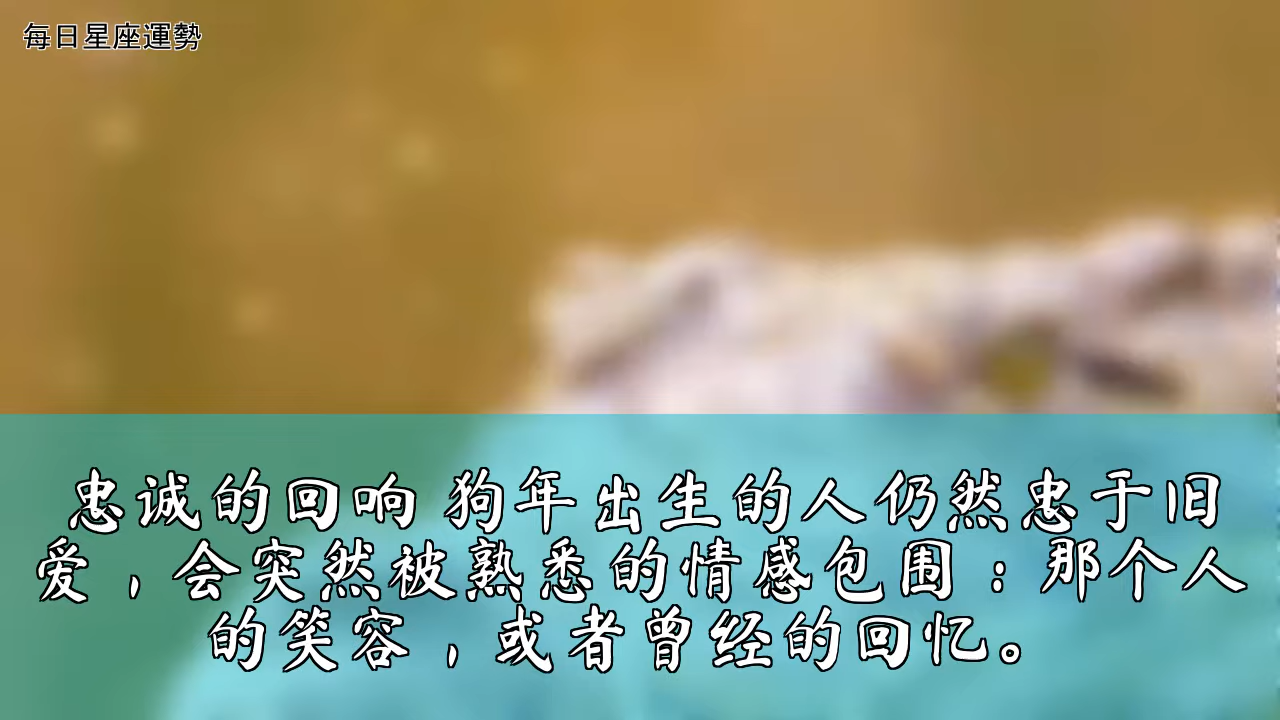 每日星座運勢
忠诚的回响 狗年出生的人仍然忠于旧
爱，会突然被熟悉的情感包围：那个人
的笑容，或者曾经的回忆。